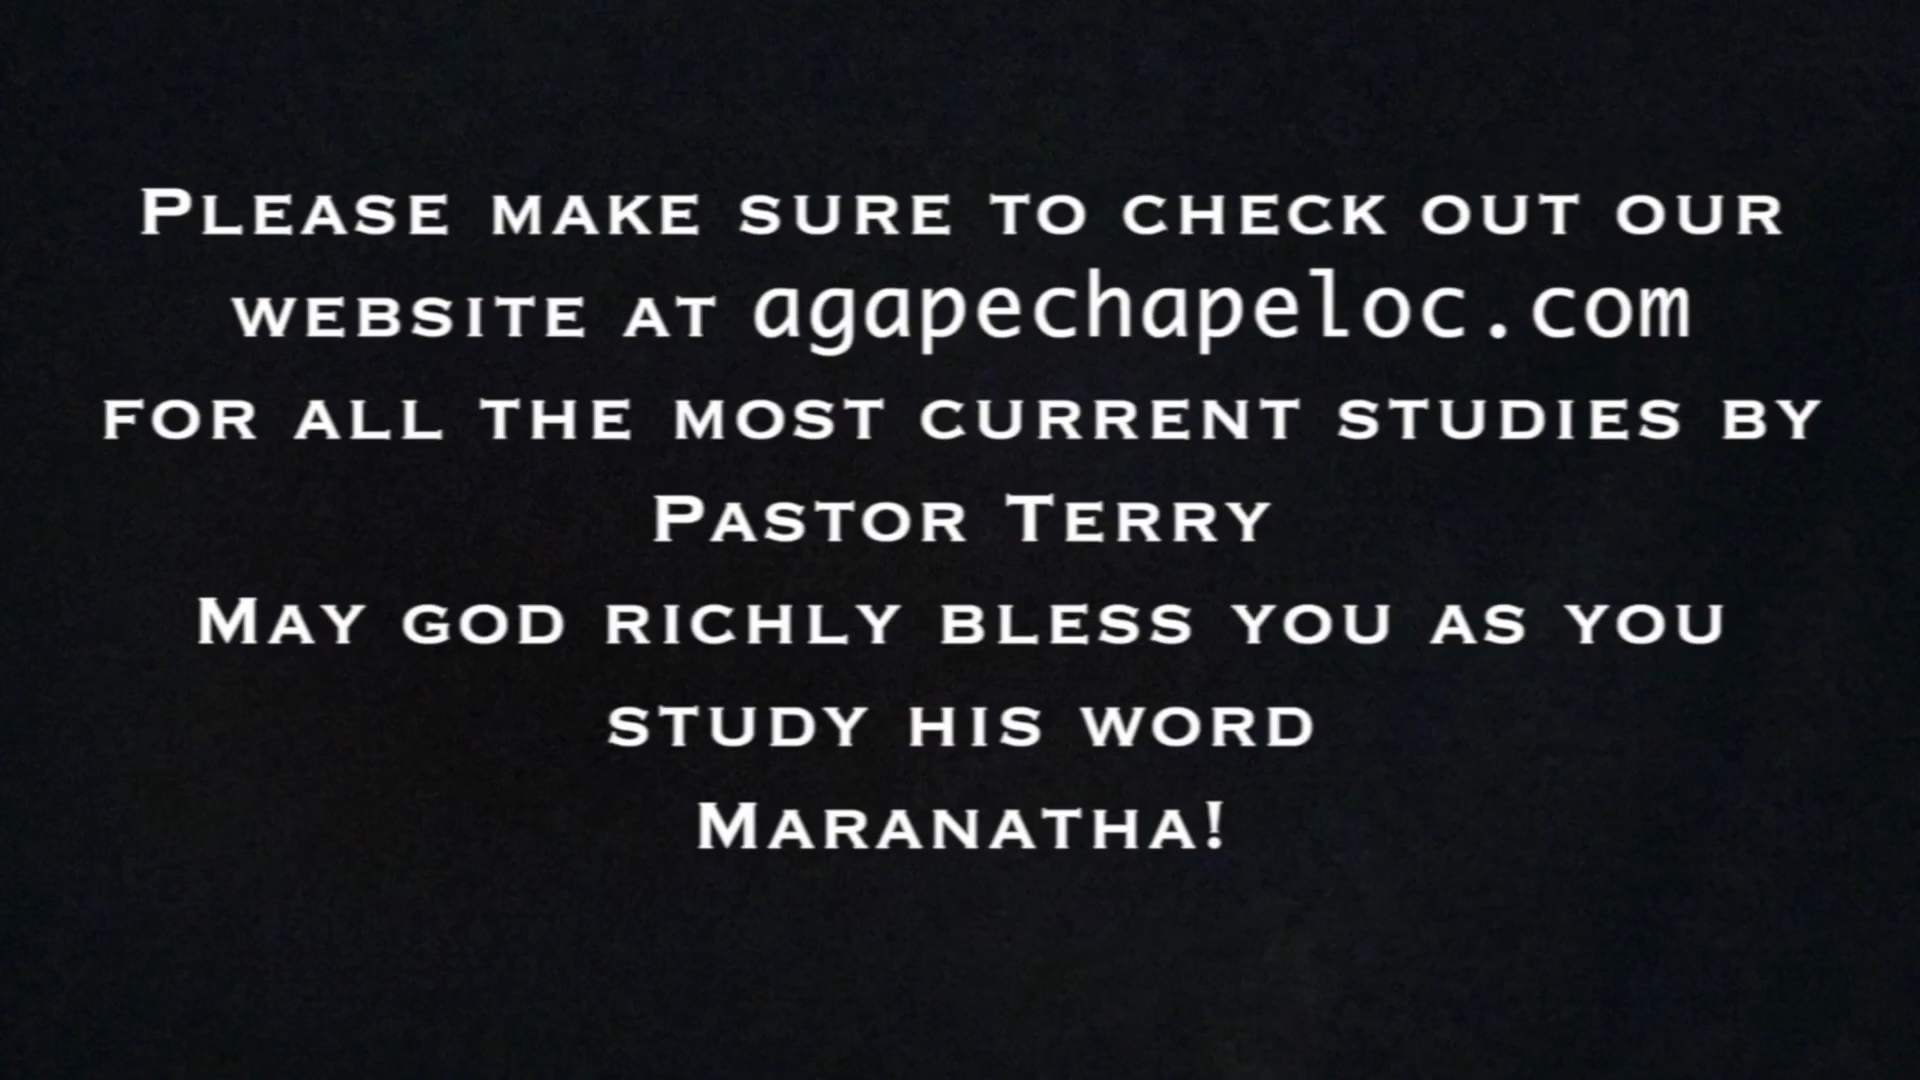 Please make sure to check out our
website at agapechapeloc.com
for all the most current studies by
Pastor Terry
May god richly bless you as you
study his word
Maranatha!